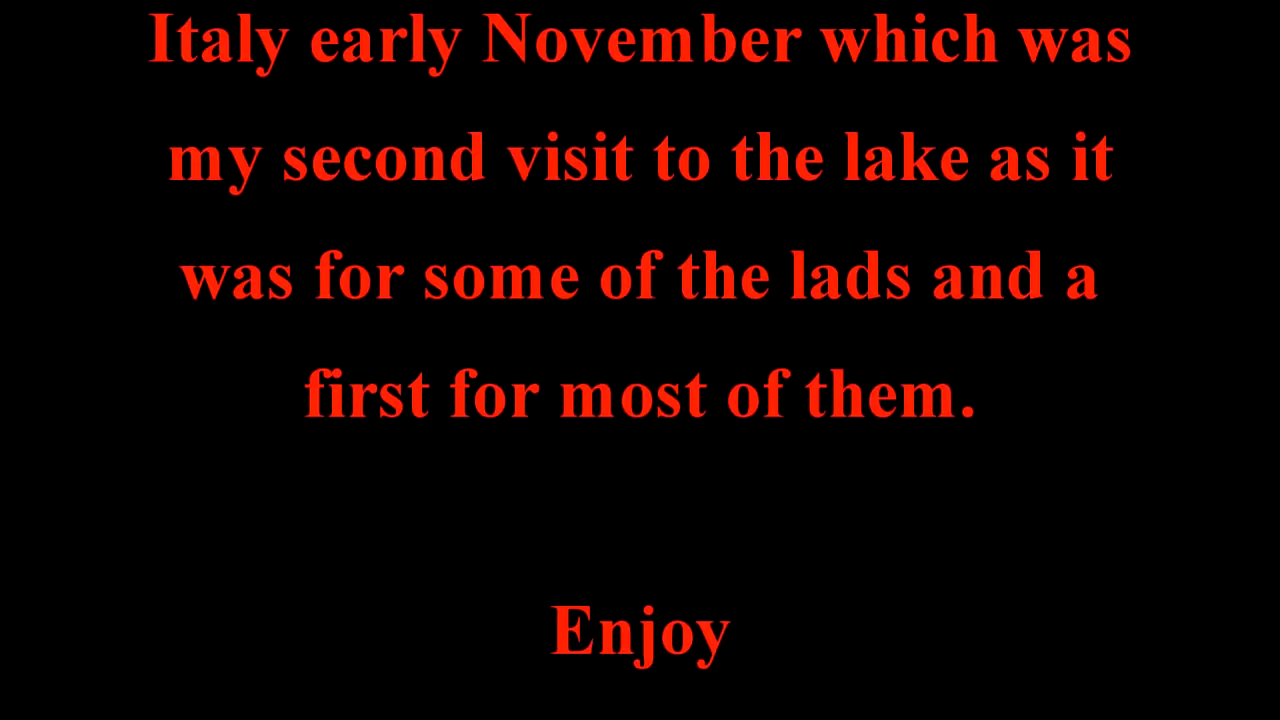 Italy early November which was
my second visit to the lake as it
was for some of the lads and a
first for most of them.
Enjoy